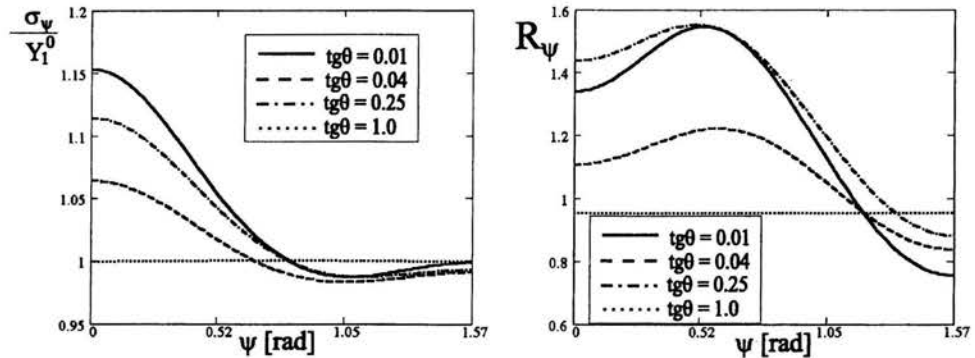 σ_ψ
Y₁⁰
1.2
1.15
1.1
1.05
1
0.95
tgθ = 0.01
tgθ = 0.04
tgθ = 0.25
tgθ = 1.0
0
0.52
1.05
1.57
ψ [rad]
R_ψ
1.6
1.4
1.2
1
0.8
0.6
tgθ = 0.01
tgθ = 0.04
tgθ = 0.25
tgθ = 1.0
0
0.52
1.05
1.57
ψ [rad]